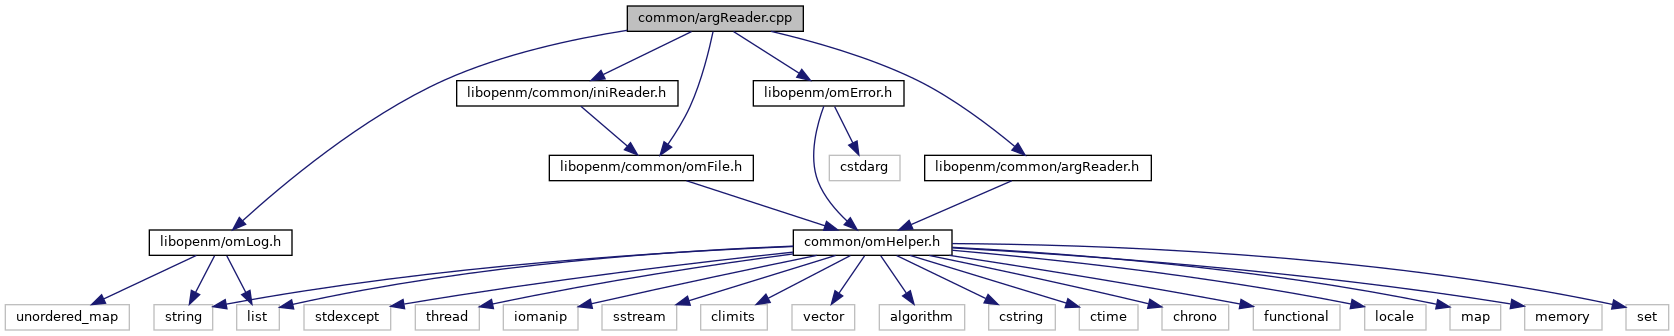 common/argReader.cpp
libopenm/common/iniReader.h
libopenm/omError.h
libopenm/common/omFile.h
cstdarg
libopenm/common/argReader.h
libopenm/omLog.h
common/omHelper.h
unordered_map
string
list
stdexcept
thread
iomanip
sstream
climits
vector
algorithm
cstring
ctime
chrono
functional
locale
map
memory
set